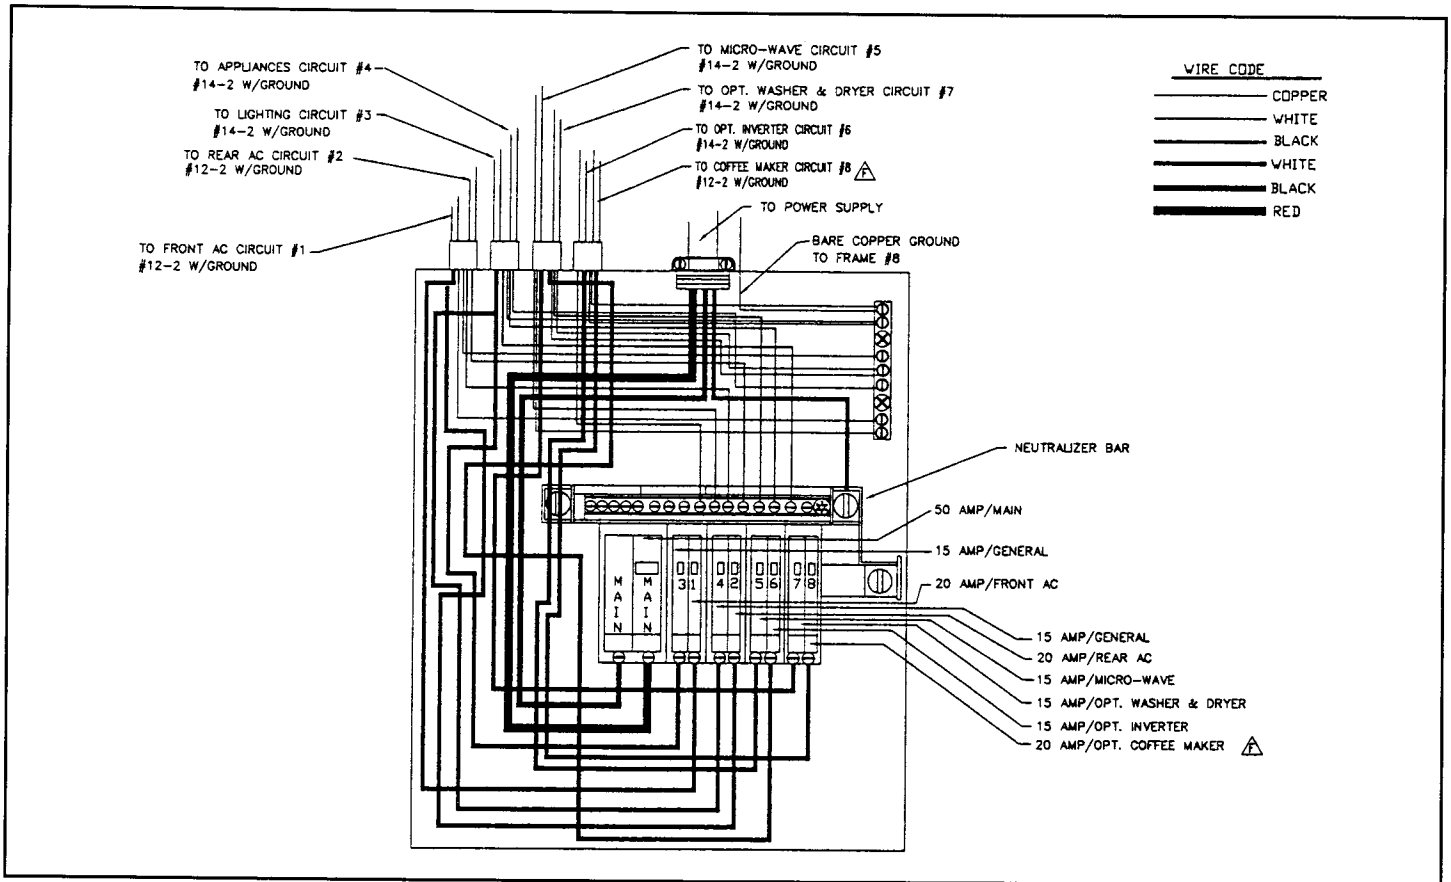 TO APPLIANCES CIRCUIT #4
#14-2 W/GROUND
TO LIGHTING CIRCUIT #3
#14-2 W/GROUND
TO REAR AC CIRCUIT #2
#12-2 W/GROUND
TO FRONT AC CIRCUIT #1
#12-2 W/GROUND
TO MICRO-WAVE CIRCUIT #5
#14-2 W/GROUND
TO OPT. WASHER & DRYER CIRCUIT #7
#14-2 W/GROUND
TO OPT. INVERTER CIRCUIT #6
#14-2 W/GROUND
TO COFFEE MAKER CIRCUIT #8 F
#12-2 W/GROUND
TO POWER SUPPLY
BARE COPPER GROUND
TO FRAME #8
WIRE CODE
COPPER
WHITE
BLACK
WHITE
BLACK
RED
NEUTRALIZER BAR
50 AMP/MAIN
15 AMP/GENERAL
20 AMP/FRONT AC
15 AMP/GENERAL
20 AMP/REAR AC
15 AMP/MICRO-WAVE
15 AMP/OPT. WASHER & DRYER
15 AMP/OPT. INVERTER
20 AMP/OPT. COFFEE MAKER F
MAIN
MAIN
3 1
4 2
5 6
7 8